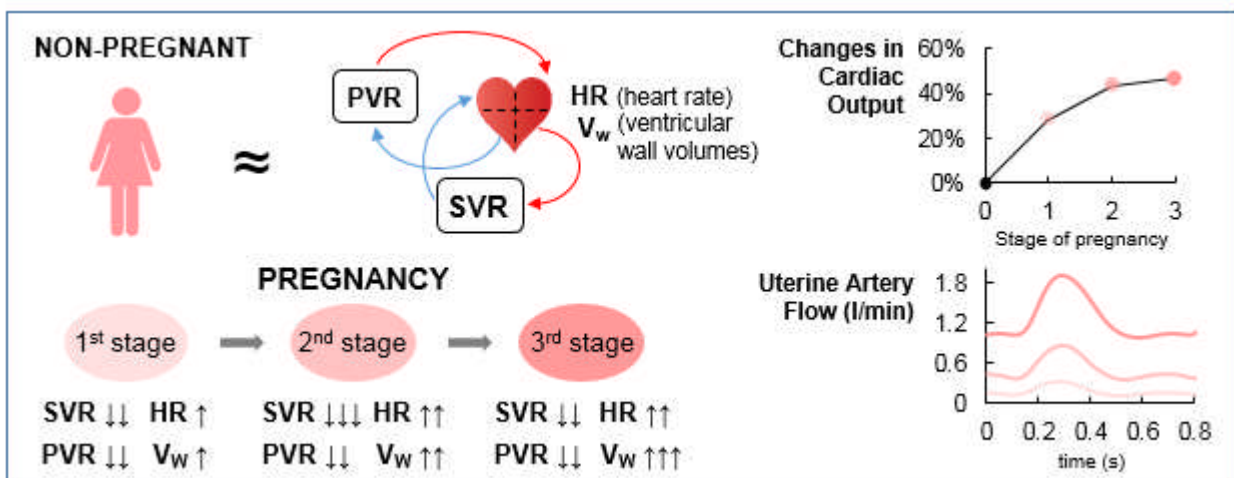 NON-PREGNANT
≈
PVR
SVR
HR (heart rate)
Vw (ventricular
wall volumes)
PREGNANCY
1st stage
2nd stage
3rd stage
SVR ↓↓ HR ↑
PVR ↓↓ VW ↑
SVR ↓↓↓ HR ↑↑
PVR ↓↓ VW ↑↑
SVR ↓↓ HR ↑↑
PVR ↓↓ VW ↑↑↑
Changes in
Cardiac
Output
60%
40%
20%
0%
0 1 2 3
Stage of pregnancy
Uterine Artery
Flow (l/min)
1.8
1.2
0.6
0
0 0.2 0.4 0.6 0.8
time (s)